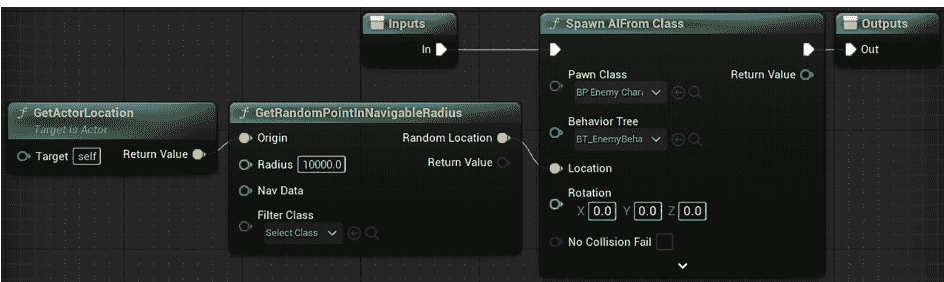 Inputs
In
Spawn AIFrom Class
Pawn Class
BP Enemy Chara
Return Value
Behavior Tree
BT_EnemyBeha
Location
Rotation
X 0.0 Y 0.0 Z 0.0
No Collision Fail
Outputs
Out
GetActorLocation
Target is Actor
Target self
Return Value
GetRandomPointInNavigableRadius
Origin
Random Location
Radius 10000.0
Return Value
Nav Data
Filter Class
Select Class